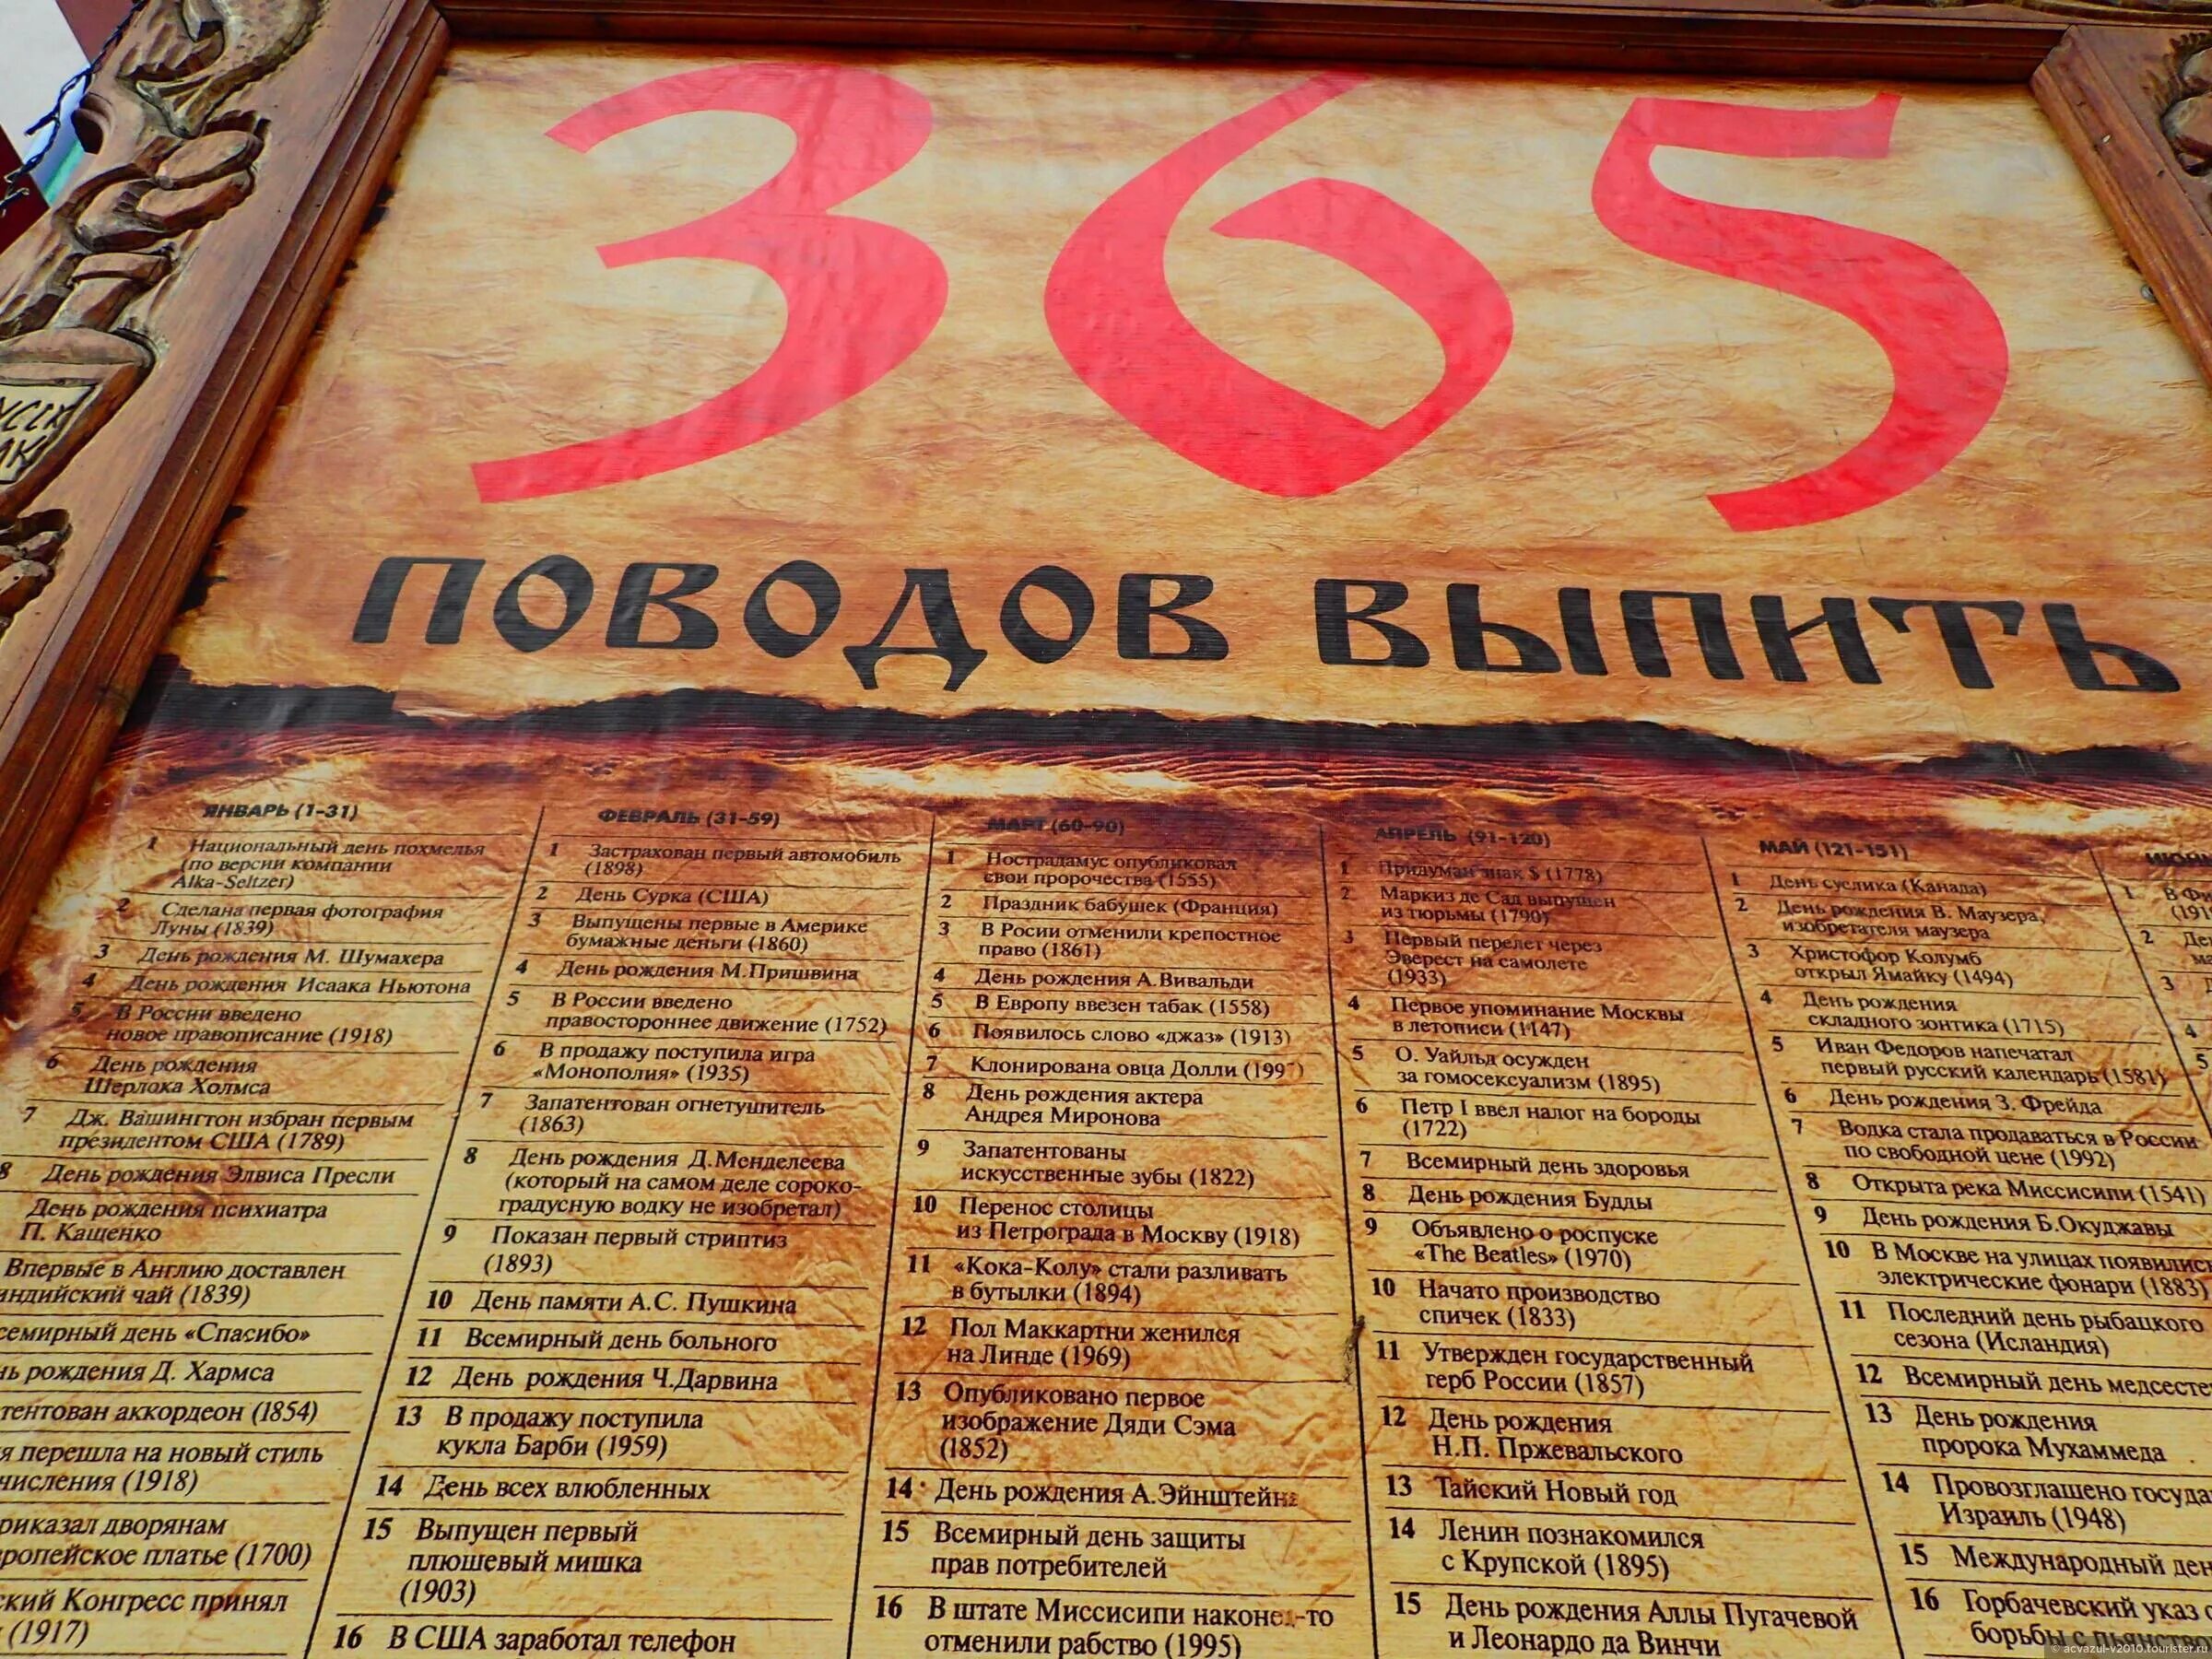 365
ПОВОДОВ ВЫПИТЬ
ЯНВАРЬ (1-31)
1 Национальный день похмелья
(по версии компании
Alka-Seltzer)
2 Сделана первая фотография
Луны (1839)
3 День рождения М. Шумахера
4 День рождения Исаака Ньютона
5 В России введено
новое правописание (1918)
6 День рождения
Шерлока Холмса
7 Дж. Вашингтон избран первым
президентом США (1789)
8 День рождения Элвиса Пресли
День рождения психиатра
П. Кащенко
Впервые в Англию доставлен
индийский чай (1839)
семирный день «Спасибо»
нь рождения Д. Хармса
тентован аккордеон (1854)
я перешла на новый стиль
числения (1918)
риказал дворянам
ропейское платье (1700)
ский Конгресс принял
(1917)
ФЕВРАЛЬ (31-59)
1 Застрахован первый автомобиль
(1898)
2 День Сурка (США)
3 Выпущены первые в Америке
бумажные деньги (1860)
4 День рождения М.Пришвина
5 В России введено
правостороннее движение (1752)
6 В продажу поступила игра
«Монополия» (1935)
7 Запатентован огнетушитель
(1863)
8 День рождения Д.Менделеева
(который на самом деле сороко-
градусную водку не изобретал)
9 Показан первый стриптиз
(1893)
10 День памяти А.С. Пушкина
11 Всемирный день больного
12 День рождения Ч.Дарвина
13 В продажу поступила
кукла Барби (1959)
14 День всех влюбленных
15 Выпущен первый
плюшевый мишка
(1903)
16 В США заработал телефон
МАРТ (60-90)
1 Нострадамус опубликовал
свои пророчества (1555)
2 Праздник бабушек (Франция)
3 В Росии отменили крепостное
право (1861)
4 День рождения А.Вивальди
5 В Европу ввезен табак (1558)
6 Появилось слово «джаз» (1913)
7 Клонирована овца Долли (1997)
8 День рождения актера
Андрея Миронова
9 Запатентованы
искусственные зубы (1822)
10 Перенос столицы
из Петрограда в Москву (1918)
11 «Кока-Колу» стали разливать
в бутылки (1894)
12 Пол Маккартни женился
на Линде (1969)
13 Опубликовано первое
изображение Дяди Сэма
(1852)
14 День рождения А.Эйнштейна
15 Всемирный день защиты
прав потребителей
16 В штате Миссисипи наконец-то
отменили рабство (1995)
АПРЕЛЬ (91-120)
1 Придуман знак $ (1778)
2 Маркиз де Сад выпущен
из тюрьмы (1790)
3 Первый перелет через
Эверест на самолете
(1933)
4 Первое упоминание Москвы
в летописи (1147)
5 О. Уайльд осужден
за гомосексуализм (1895)
6 Петр I ввел налог на бороды
(1722)
7 Всемирный день здоровья
8 День рождения Будды
9 Объявлено о роспуске
«The Beatles» (1970)
10 Начато производство
спичек (1833)
11 Утвержден государственный
герб России (1857)
12 День рождения
Н.П. Пржевальского
13 Тайский Новый год
14 Ленин познакомился
с Крупской (1895)
15 День рождения Аллы Пугачевой
и Леонардо да Винчи
МАЙ (121-151)
1 День суслика (Канада)
2 День рождения В. Маузера,
изобретателя маузера
3 Христофор Колумб
открыл Ямайку (1494)
4 День рождения
складного зонтика (1715)
5 Иван Федоров напечатал
первый русский календарь (1581)
6 День рождения З. Фрейда
7 Водка стала продаваться в России
по свободной цене (1992)
8 Открыта река Миссисипи (1541)
9 День рождения Б.Окуджавы
10 В Москве на улицах появились
электрические фонари (1883)
11 Последний день рыбацкого
сезона (Исландия)
12 Всемирный день медсесте
13 День рождения
пророка Мухаммеда
14 Провозглашено госуда
Израиль (1948)
15 Международный ден
16 Горбачевский указ о
борьбы с пьянство
ИЮН
1 В Фи
(191
2 Де
ма
3
4
5
© acvazul-v2010.tourister.ru